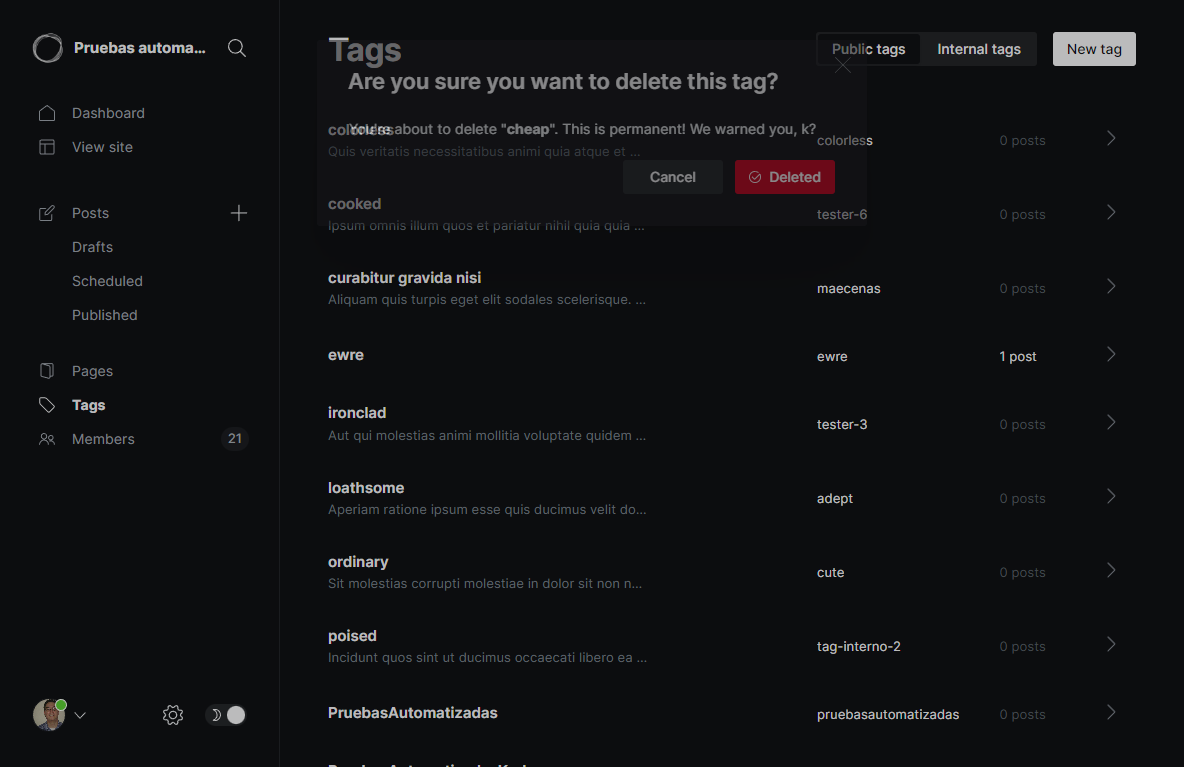 Pruebas automa...
Dashboard
View site
Posts
Drafts
Scheduled
Published
Pages
Tags
Members 21
Tags
Public tags Internal tags New tag
Are you sure you want to delete this tag?
You're about to delete "cheap". This is permanent! We warned you, k?
Cancel Deleted
colorless colorless 0 posts
Quis veritatis necessitatibus animi quia atque et ...
cooked tester-6 0 posts
Ipsum omnis illum quos et pariatur nihil quia quia ...
curabitur gravida nisi maecenas 0 posts
Aliquam quis turpis eget elit sodales scelerisque. ...
ewre ewre 1 post
ironclad tester-3 0 posts
Aut qui molestias animi mollitia voluptate quidem ...
loathsome adept 0 posts
Aperiam ratione ipsum esse quis ducimus velit do...
ordinary cute 0 posts
Sit molestias corrupti molestiae in dolor sit non n...
poised tag-interno-2 0 posts
Incidunt quos sint ut ducimus occaecati libero ea ...
PruebasAutomatizadas pruebasautomatizadas 0 posts